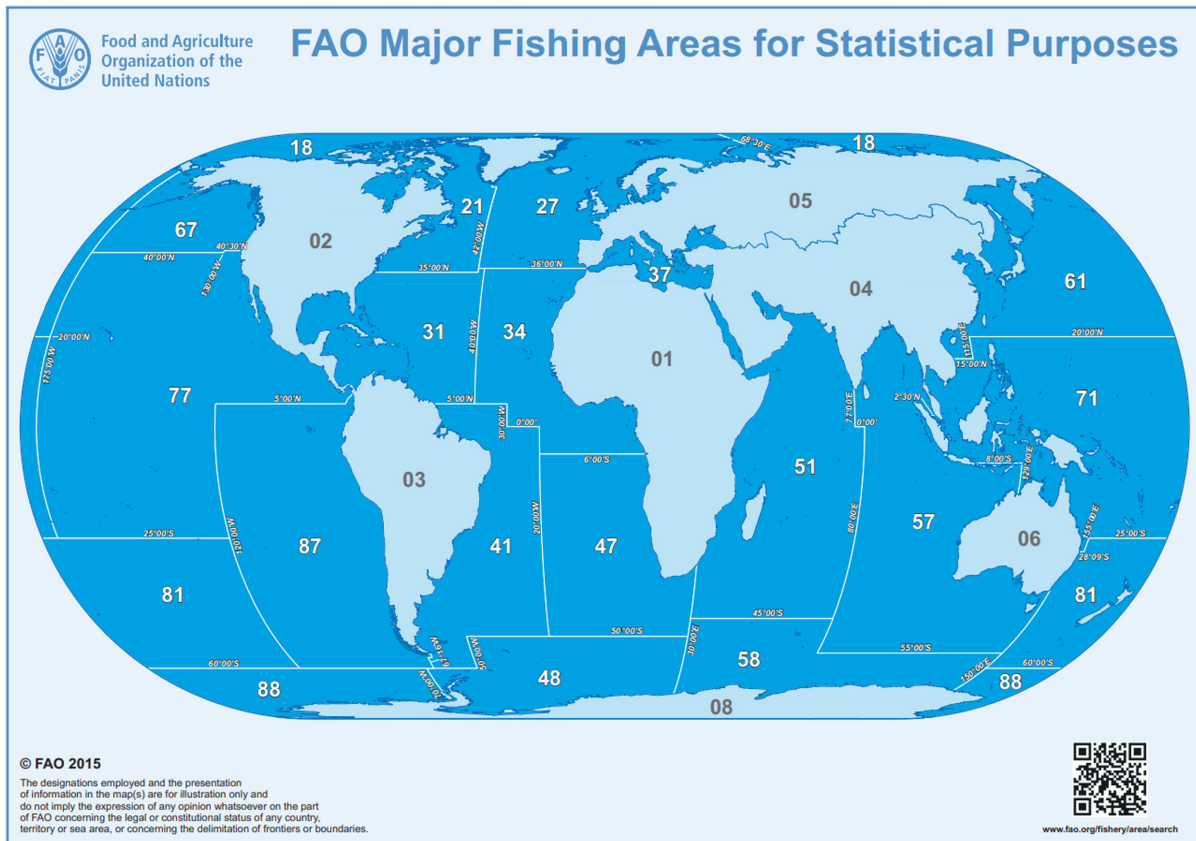 FAO
FIAT PANIS
Food and Agriculture
Organization of the
United Nations
FAO Major Fishing Areas for Statistical Purposes
18
68°30'E
18
05
21
27
67
02
42°00'W
40°30'N
40°00'N
130°00'W
35°00'N
36°00'N
37
61
04
31
40°00'W
34
20°00'N
175°00'W
115°00'E
20°00'N
15°00'N
01
77
5°00'N
5°00'N
30°00'W
0°00'
77°00'E
0°00'
2°30'N
71
6°00'S
51
8°00'S
129°00'E
03
20°00'W
80°00'E
57
25°00'S
120°00'W
87
41
47
06
155°00'E
25°00'S
28°09'S
81
81
45°00'S
50°00'S
30°00'E
67°16'W
50°00'W
55°00'S
58
60°00'S
70°00'W
48
150°00'E
60°00'S
88
88
08
© FAO 2015
The designations employed and the presentation
of information in the map(s) are for illustration only and
do not imply the expression of any opinion whatsoever on the part
of FAO concerning the legal or constitutional status of any country,
territory or sea area, or concerning the delimitation of frontiers or boundaries.
www.fao.org/fishery/area/search